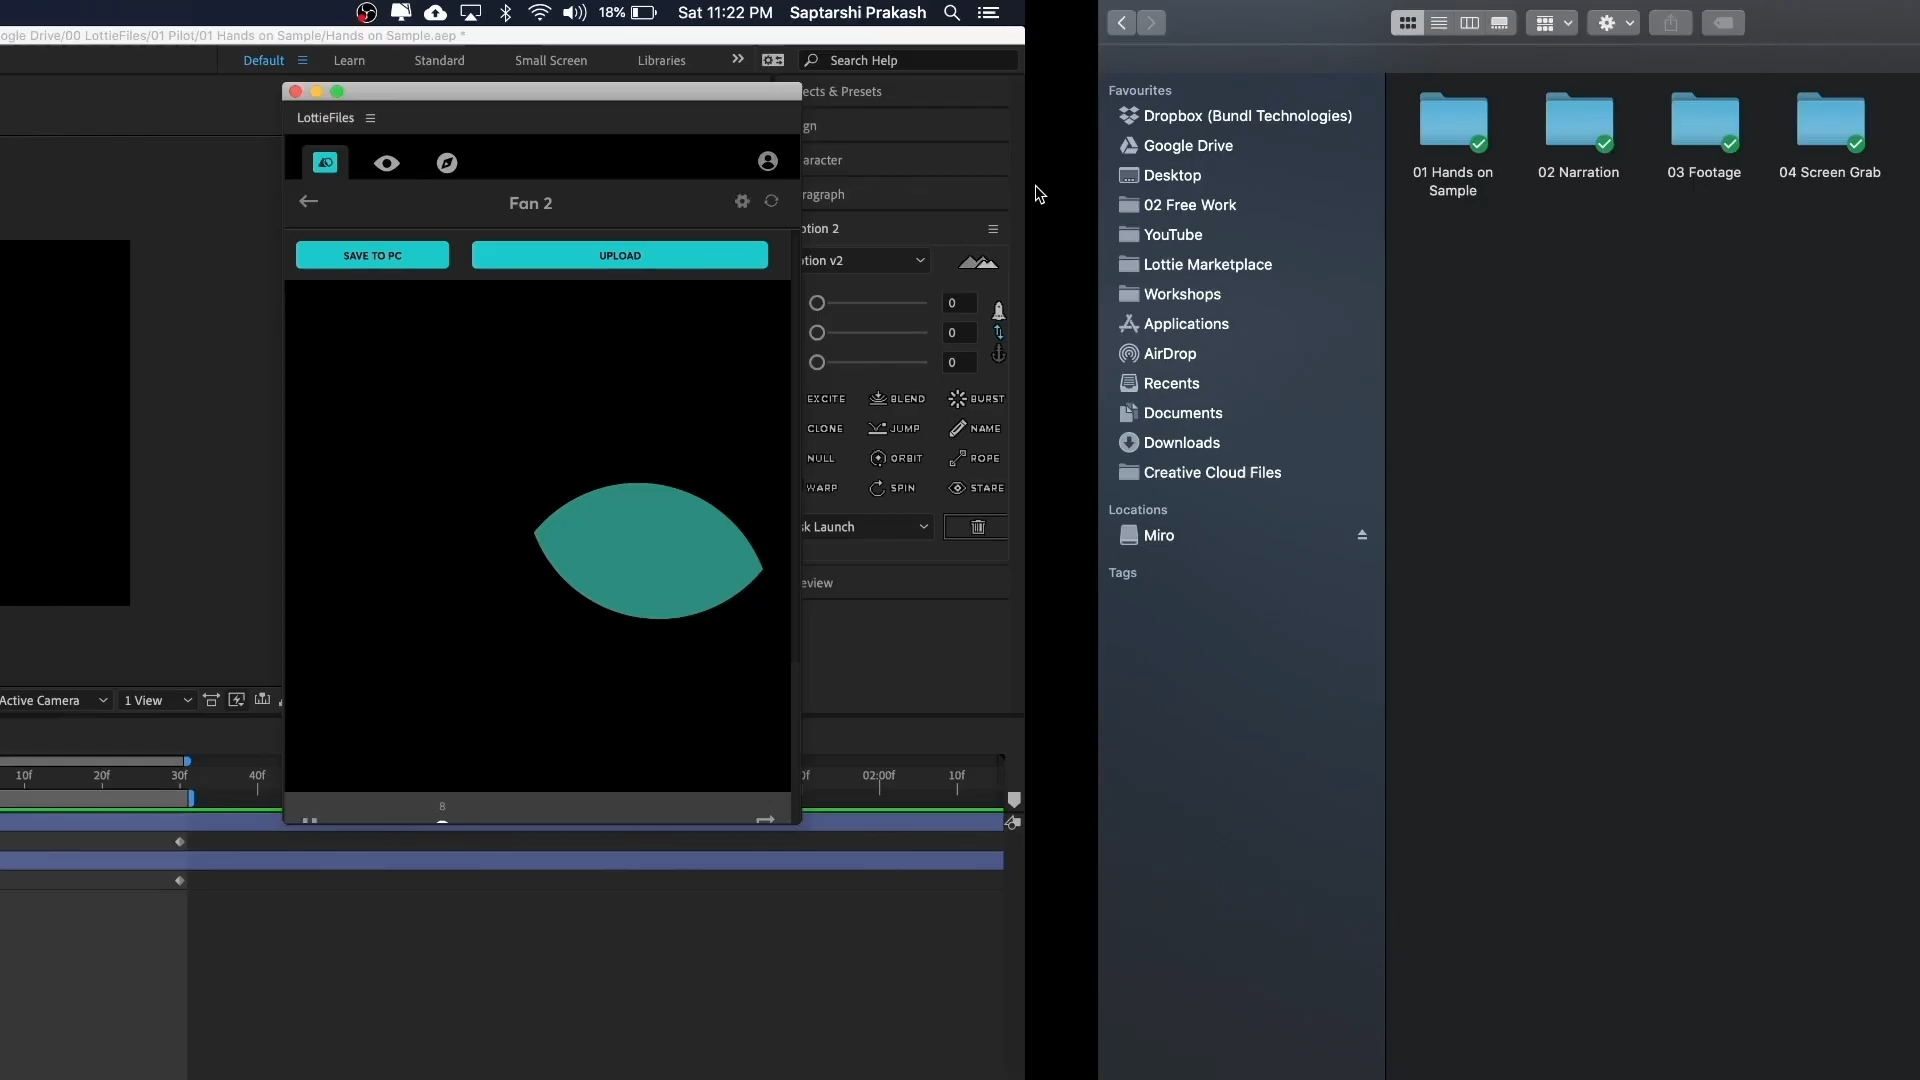 18%
Sat 11:22 PM
Saptarshi Prakash
ogle Drive/00 LottieFiles/01 Pilot/01 Hands on Sample/Hands on Sample.aep *
Default
Learn
Standard
Small Screen
Libraries
Search Help
LottieFiles
Fan 2
SAVE TO PC
UPLOAD
8
ects & Presets
gn
aracter
ragraph
otion 2
otion v2
0
0
0
EXCITE
BLEND
BURST
CLONE
JUMP
NAME
NULL
ORBIT
ROPE
WARP
SPIN
STARE
sk Launch
eview
Active Camera
1 View
10f
20f
30f
40f
0f
02:00f
10f
Favourites
Dropbox (Bundl Technologies)
Google Drive
Desktop
02 Free Work
YouTube
Lottie Marketplace
Workshops
Applications
AirDrop
Recents
Documents
Downloads
Creative Cloud Files
Locations
Miro
Tags
01 Hands on
Sample
02 Narration
03 Footage
04 Screen Grab